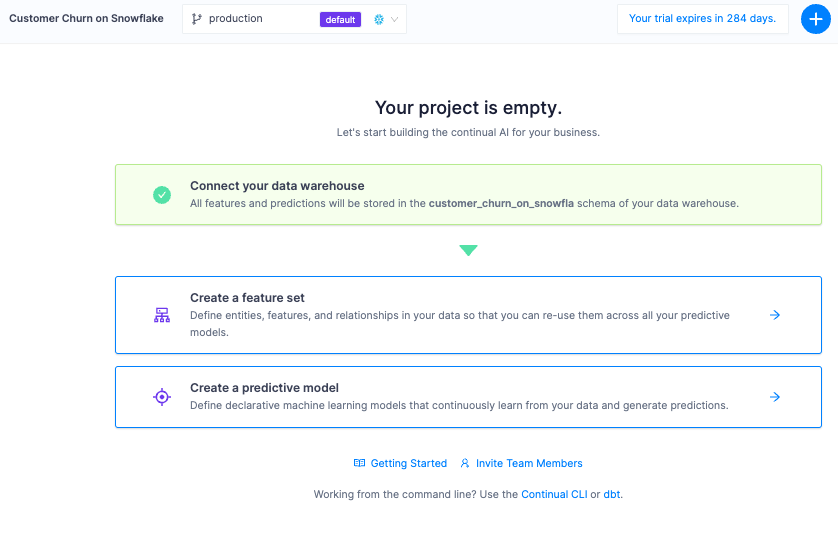 Customer Churn on Snowflake
production
default
Your trial expires in 284 days.
Your project is empty.
Let's start building the continual AI for your business.
Connect your data warehouse
All features and predictions will be stored in the customer_churn_on_snowfla schema of your data warehouse.
Create a feature set
Define entities, features, and relationships in your data so that you can re-use them across all your predictive
models.
Create a predictive model
Define declarative machine learning models that continuously learn from your data and generate predictions.
Getting Started
Invite Team Members
Working from the command line? Use the Continual CLI or dbt.